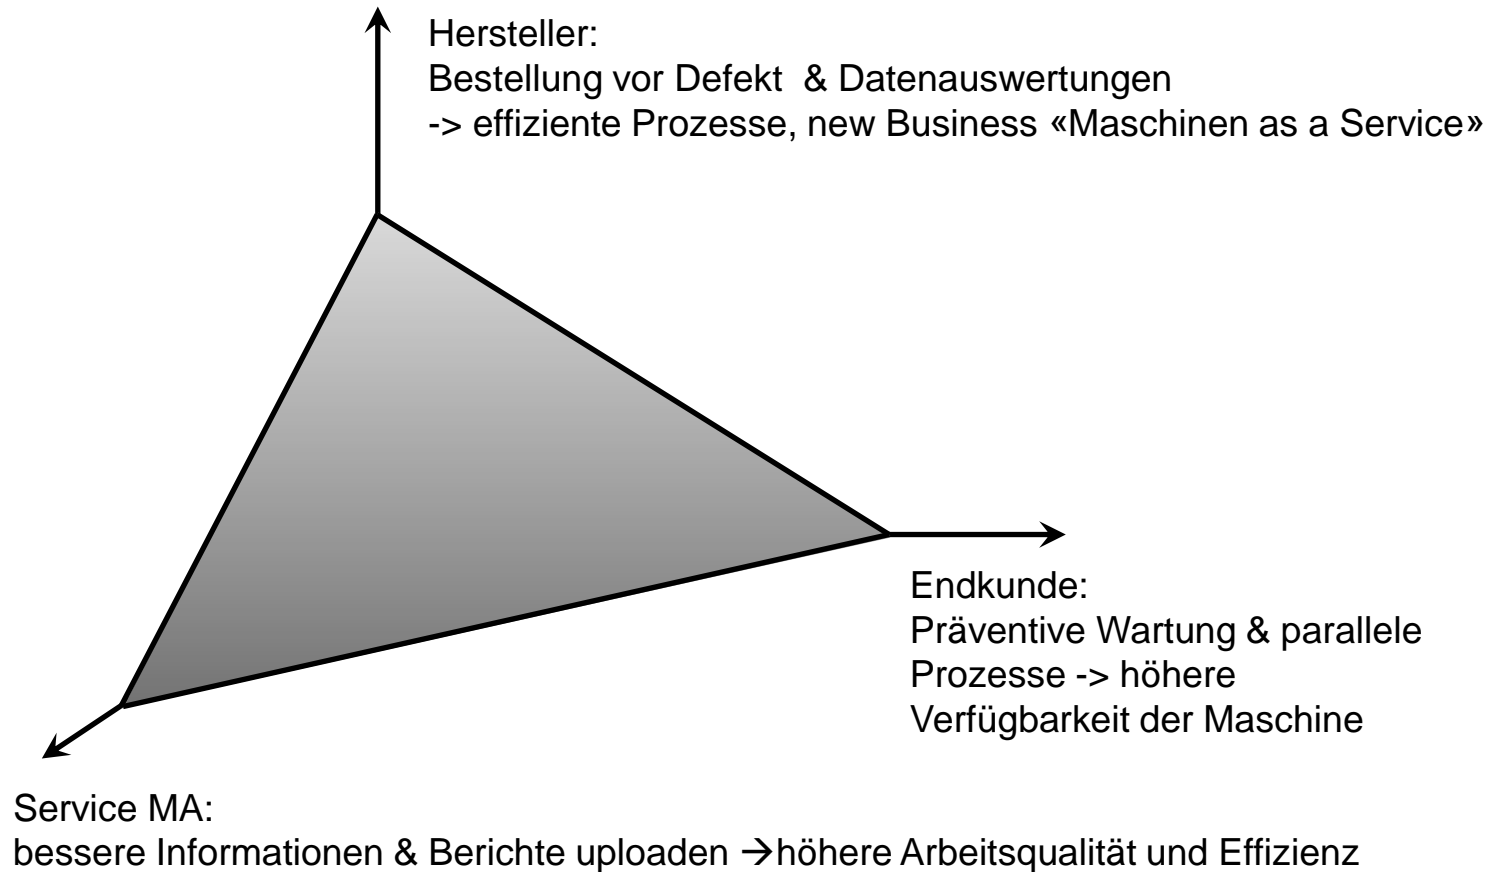 Hersteller:
Bestellung vor Defekt  & Datenauswertungen
-> effiziente Prozesse, new Business «Maschinen as a Service»
Endkunde:
Präventive Wartung & parallele
Prozesse -> höhere
Verfügbarkeit der Maschine
Service MA:
bessere Informationen & Berichte uploaden →höhere Arbeitsqualität und Effizienz